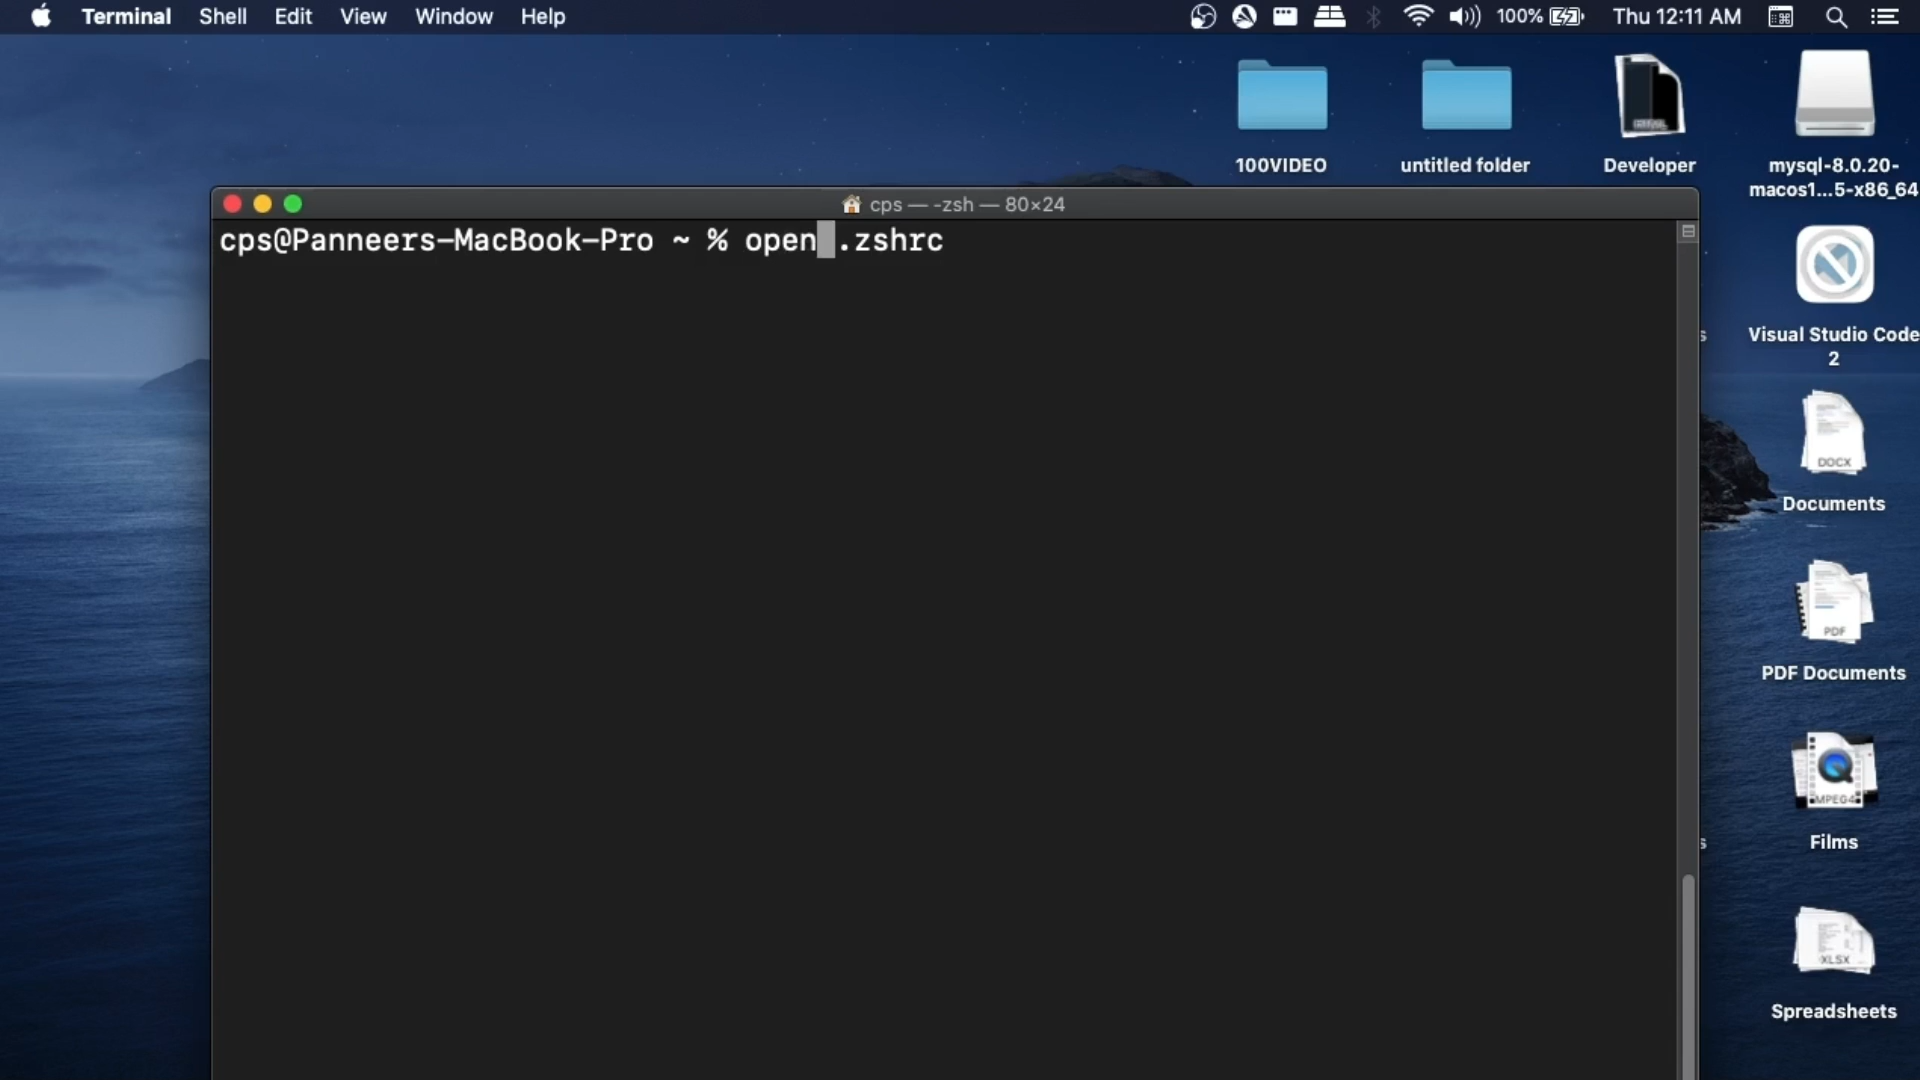 Terminal Shell Edit View Window Help 100% Thu 12:11 AM
100VIDEO
untitled folder
Developer
mysql-8.0.20-
macos1...5-x86_64
cps — -zsh — 80×24
cps@Panneers-MacBook-Pro ~ % open .zshrc
Visual Studio Code
2
s
DOCX
Documents
PDF
PDF Documents
MPEG4
Films
s
XLSX
Spreadsheets